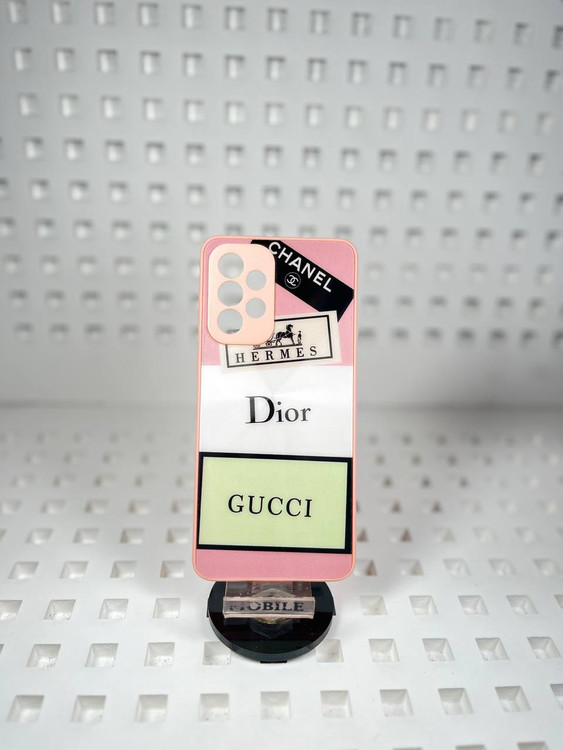 CHANEL
HERMES
Dior
GUCCI
MOBILE